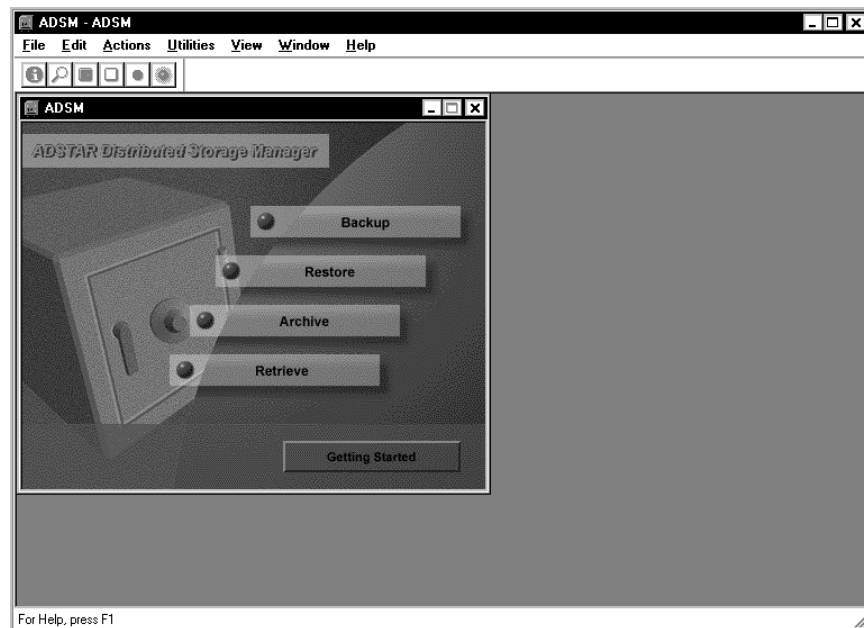 ADSM - ADSM
File Edit Actions Utilities View Window Help
ADSM
ADSTAR Distributed Storage Manager
Backup
Restore
Archive
Retrieve
Getting Started
For Help, press F1